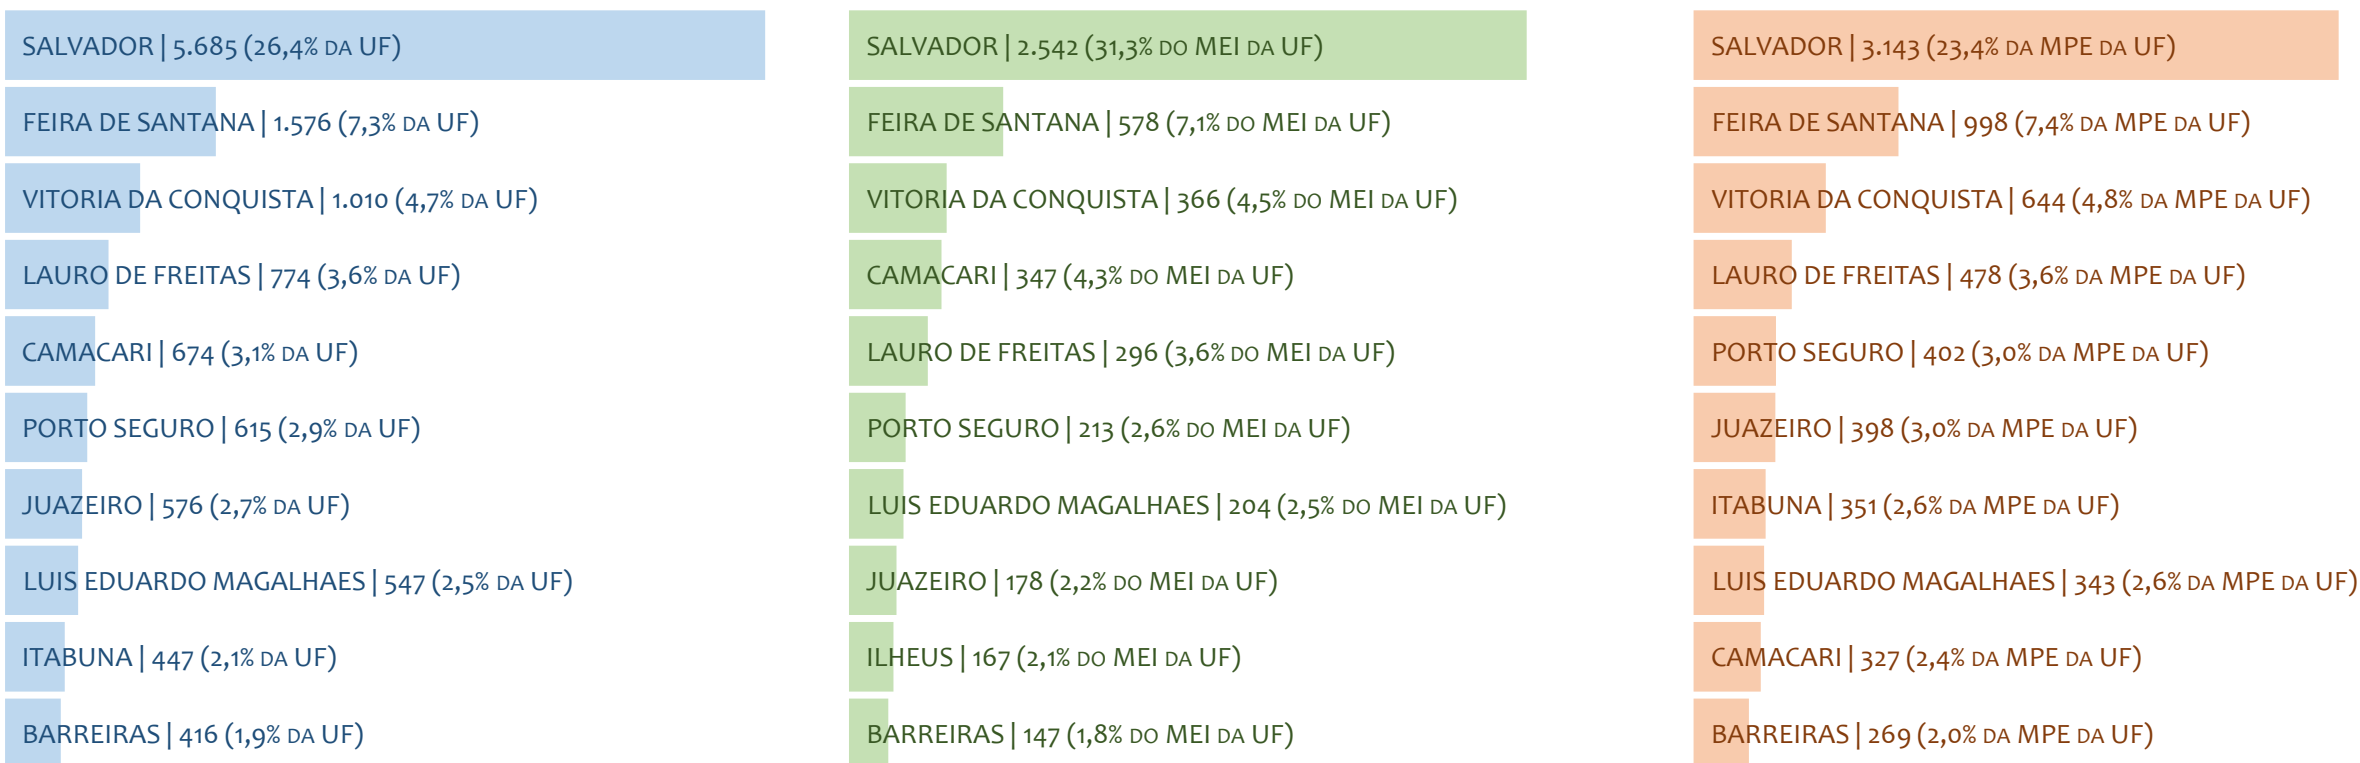 SALVADOR | 5.685 (26,4% DA UF)
FEIRA DE SANTANA | 1.576 (7,3% DA UF)
VITORIA DA CONQUISTA | 1.010 (4,7% DA UF)
LAURO DE FREITAS | 774 (3,6% DA UF)
CAMACARI | 674 (3,1% DA UF)
PORTO SEGURO | 615 (2,9% DA UF)
JUAZEIRO | 576 (2,7% DA UF)
LUIS EDUARDO MAGALHAES | 547 (2,5% DA UF)
ITABUNA | 447 (2,1% DA UF)
BARREIRAS | 416 (1,9% DA UF)
SALVADOR | 2.542 (31,3% DO MEI DA UF)
FEIRA DE SANTANA | 578 (7,1% DO MEI DA UF)
VITORIA DA CONQUISTA | 366 (4,5% DO MEI DA UF)
CAMACARI | 347 (4,3% DO MEI DA UF)
LAURO DE FREITAS | 296 (3,6% DO MEI DA UF)
PORTO SEGURO | 213 (2,6% DO MEI DA UF)
LUIS EDUARDO MAGALHAES | 204 (2,5% DO MEI DA UF)
JUAZEIRO | 178 (2,2% DO MEI DA UF)
ILHEUS | 167 (2,1% DO MEI DA UF)
BARREIRAS | 147 (1,8% DO MEI DA UF)
SALVADOR | 3.143 (23,4% DA MPE DA UF)
FEIRA DE SANTANA | 998 (7,4% DA MPE DA UF)
VITORIA DA CONQUISTA | 644 (4,8% DA MPE DA UF)
LAURO DE FREITAS | 478 (3,6% DA MPE DA UF)
PORTO SEGURO | 402 (3,0% DA MPE DA UF)
JUAZEIRO | 398 (3,0% DA MPE DA UF)
ITABUNA | 351 (2,6% DA MPE DA UF)
LUIS EDUARDO MAGALHAES | 343 (2,6% DA MPE DA UF)
CAMACARI | 327 (2,4% DA MPE DA UF)
BARREIRAS | 269 (2,0% DA MPE DA UF)